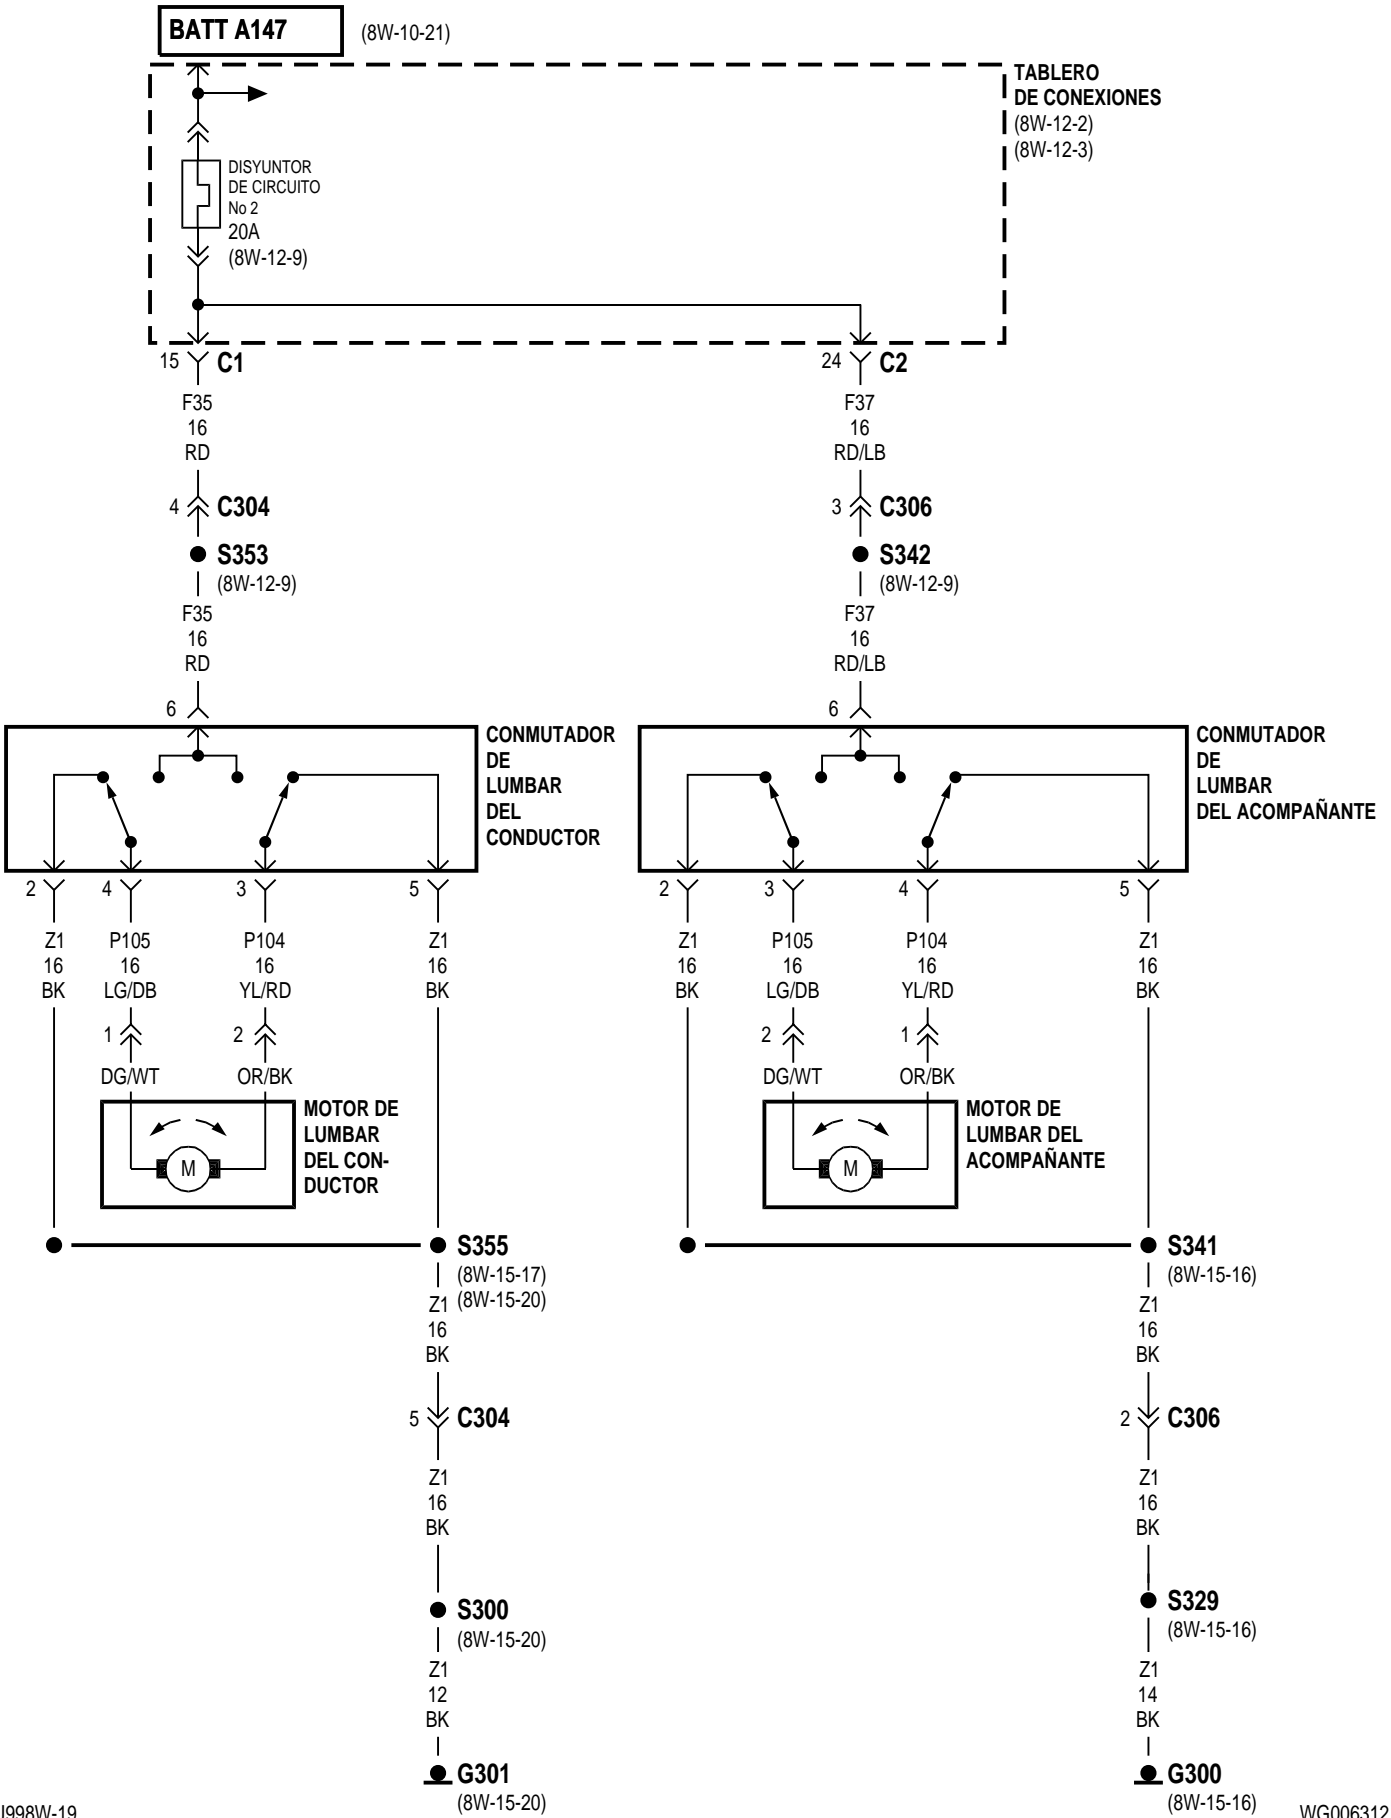 BATT A147
(8W-10-21)
TABLERO
DE CONEXIONES
(8W-12-2)
(8W-12-3)
DISYUNTOR
DE CIRCUITO
No 2
20A
(8W-12-9)
15
C1
24
C2
F35
16
RD
F37
16
RD/LB
4
C304
3
C306
S353
(8W-12-9)
S342
(8W-12-9)
F35
16
RD
F37
16
RD/LB
6
6
CONMUTADOR
DE
LUMBAR
DEL
CONDUCTOR
CONMUTADOR
DE
LUMBAR
DEL ACOMPAÑANTE
2
4
3
5
2
3
4
5
Z1
16
BK
P105
16
LG/DB
P104
16
YL/RD
Z1
16
BK
Z1
16
BK
P105
16
LG/DB
P104
16
YL/RD
Z1
16
BK
1
2
2
1
DG/WT
OR/BK
DG/WT
OR/BK
MOTOR DE
LUMBAR
DEL CON-
DUCTOR
M
MOTOR DE
LUMBAR DEL
ACOMPAÑANTE
M
S355
(8W-15-17)
(8W-15-20)
S341
(8W-15-16)
Z1
16
BK
Z1
16
BK
5
C304
2
C306
Z1
16
BK
Z1
16
BK
S300
(8W-15-20)
S329
(8W-15-16)
Z1
12
BK
Z1
14
BK
G301
(8W-15-20)
G300
(8W-15-16)
J998W-19
WG006312